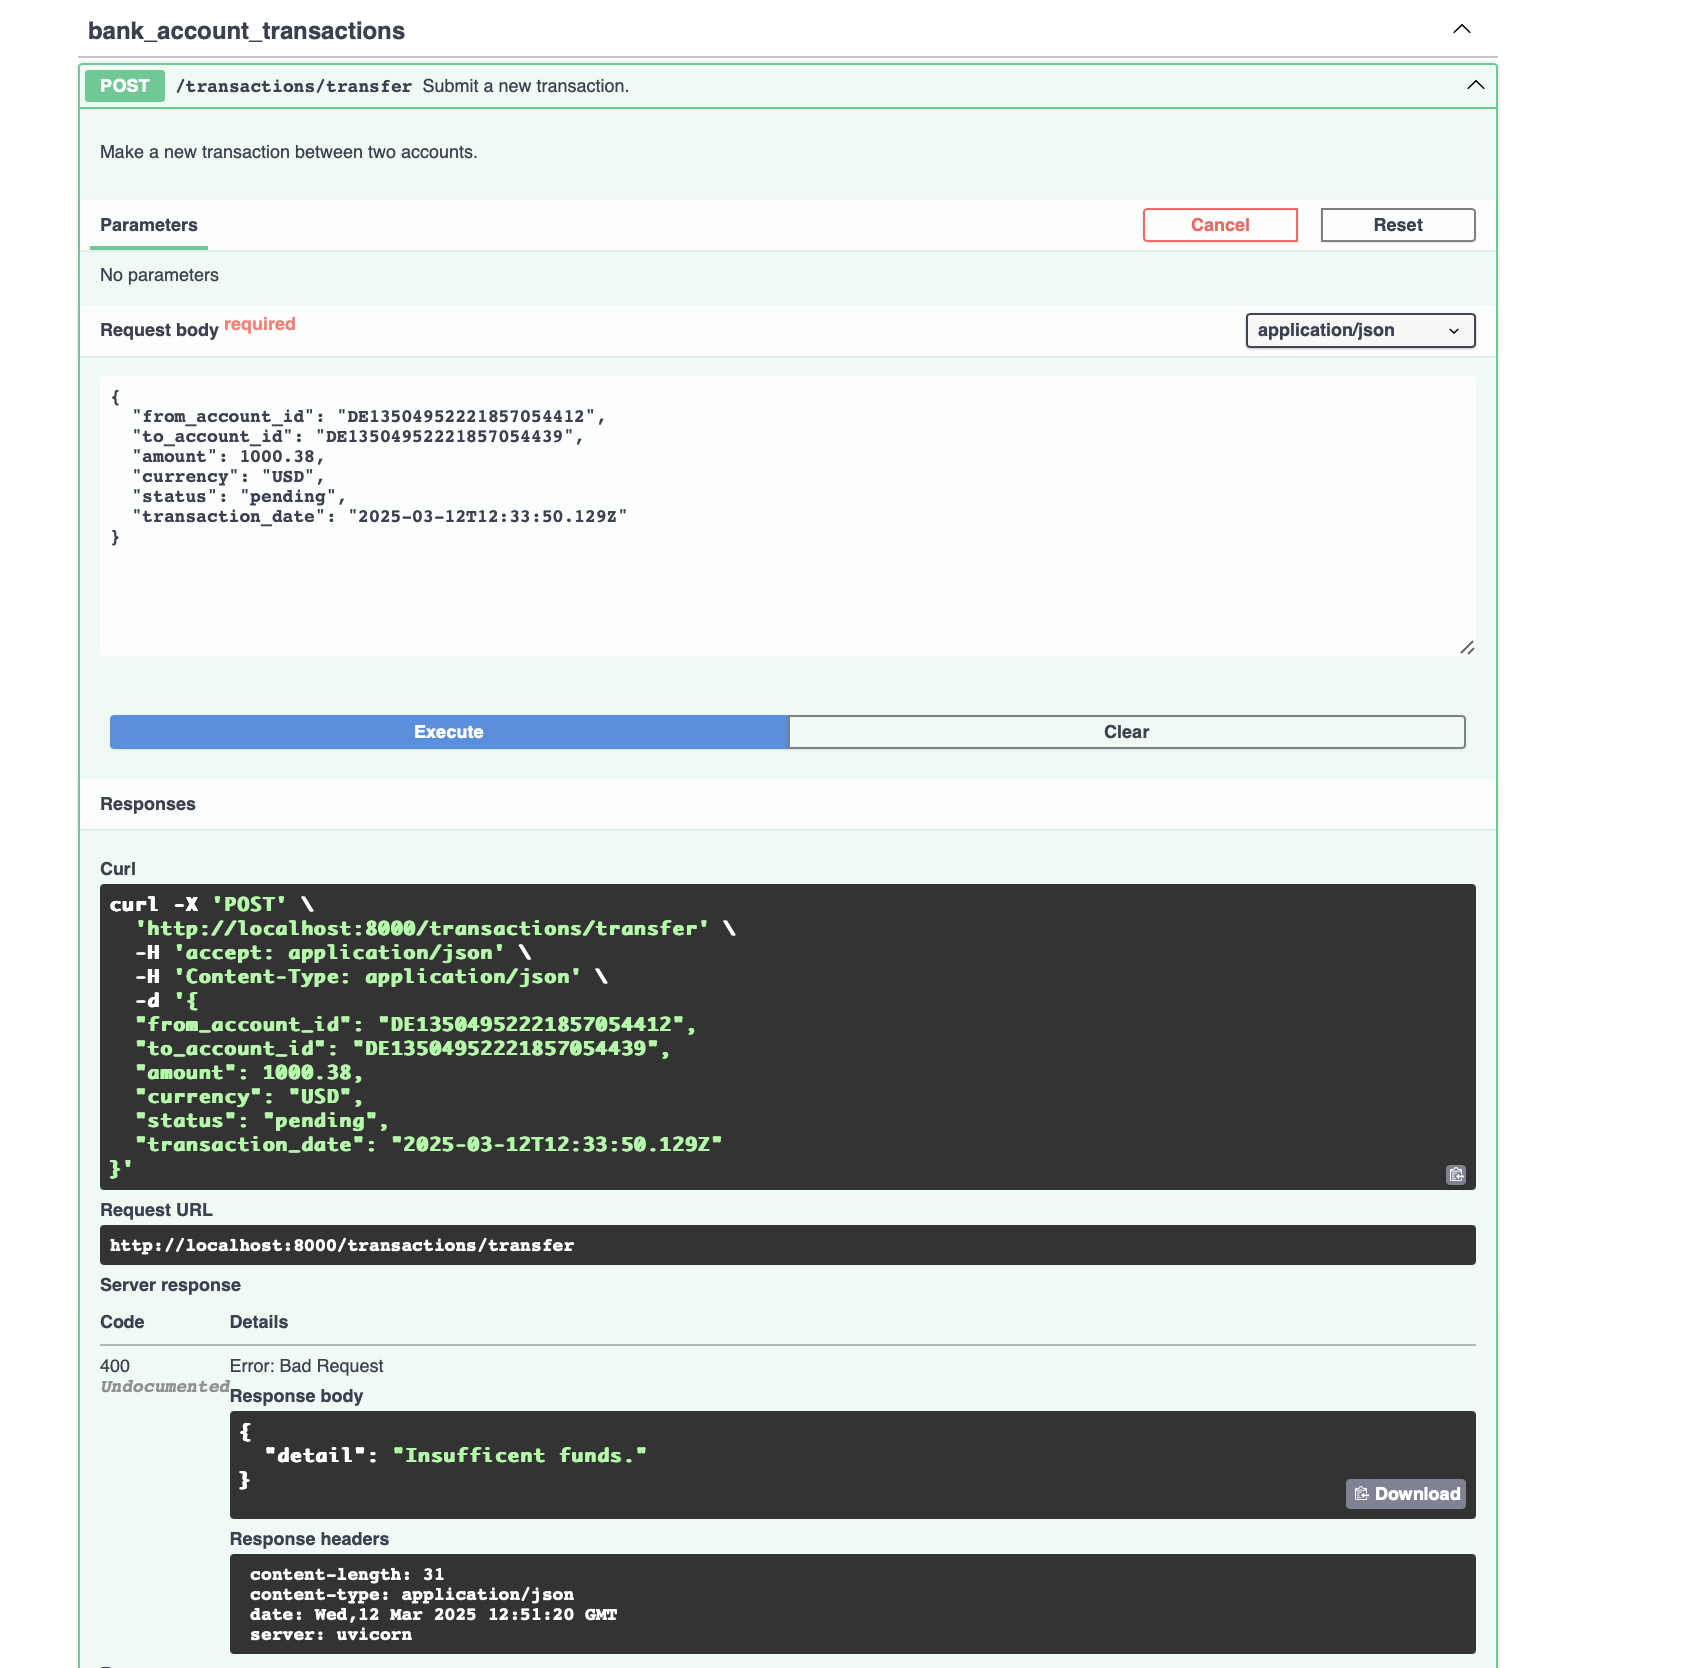 bank_account_transactions
POST /transactions/transfer Submit a new transaction.
Make a new transaction between two accounts.
Parameters Cancel Reset
No parameters
Request body required application/json
{
"from_account_id": "DE13504952221857054412",
"to_account_id": "DE13504952221857054439",
"amount": 1000.38,
"currency": "USD",
"status": "pending",
"transaction_date": "2025-03-12T12:33:50.129Z"
}
Execute Clear
Responses
Curl
curl -X 'POST' \
'http://localhost:8000/transactions/transfer' \
-H 'accept: application/json' \
-H 'Content-Type: application/json' \
-d '{
"from_account_id": "DE13504952221857054412",
"to_account_id": "DE13504952221857054439",
"amount": 1000.38,
"currency": "USD",
"status": "pending",
"transaction_date": "2025-03-12T12:33:50.129Z"
}'
Request URL
http://localhost:8000/transactions/transfer
Server response
Code Details
400 Error: Bad Request
Undocumented
Response body
{
"detail": "Insufficent funds."
}
Download
Response headers
content-length: 31
content-type: application/json
date: Wed,12 Mar 2025 12:51:20 GMT
server: uvicorn